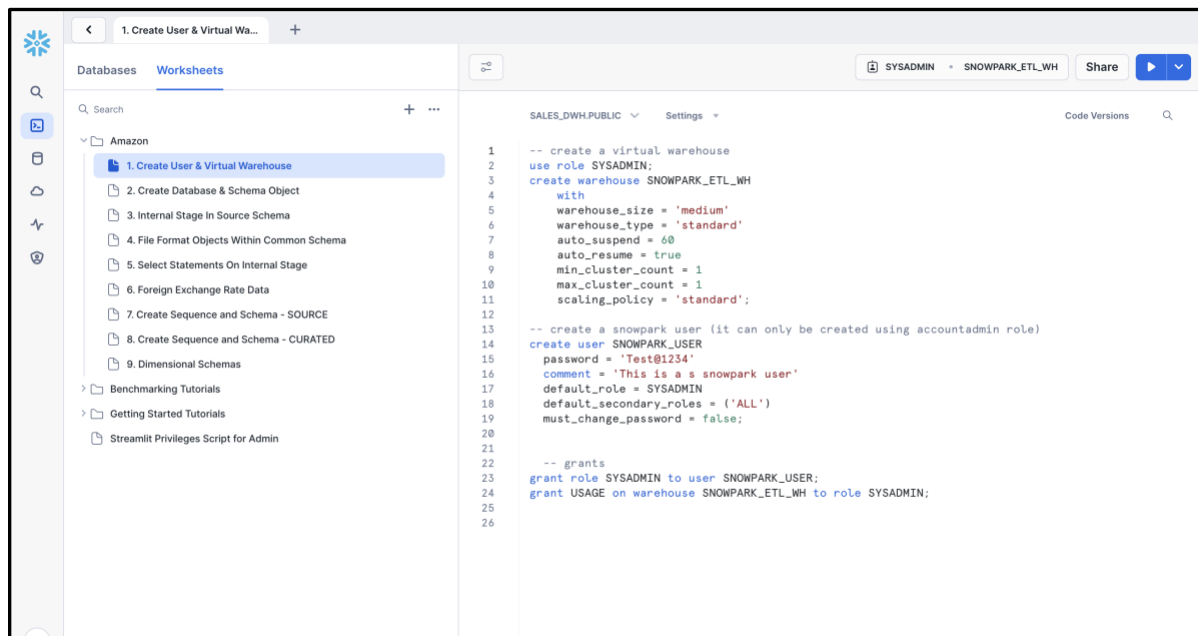 1. Create User & Virtual Wa...
Databases
Worksheets
Search
Amazon
1. Create User & Virtual Warehouse
2. Create Database & Schema Object
3. Internal Stage In Source Schema
4. File Format Objects Within Common Schema
5. Select Statements On Internal Stage
6. Foreign Exchange Rate Data
7. Create Sequence and Schema - SOURCE
8. Create Sequence and Schema - CURATED
9. Dimensional Schemas
Benchmarking Tutorials
Getting Started Tutorials
Streamlit Privileges Script for Admin
SYSADMIN • SNOWPARK_ETL_WH
Share
SALES_DWH.PUBLIC
Settings
Code Versions
1 -- create a virtual warehouse
2 use role SYSADMIN;
3 create warehouse SNOWPARK_ETL_WH
4 with
5 warehouse_size = 'medium'
6 warehouse_type = 'standard'
7 auto_suspend = 60
8 auto_resume = true
9 min_cluster_count = 1
10 max_cluster_count = 1
11 scaling_policy = 'standard';
12
13 -- create a snowpark user (it can only be created using accountadmin role)
14 create user SNOWPARK_USER
15 password = 'Test@1234'
16 comment = 'This is a s snowpark user'
17 default_role = SYSADMIN
18 default_secondary_roles = ('ALL')
19 must_change_password = false;
20
21
22 -- grants
23 grant role SYSADMIN to user SNOWPARK_USER;
24 grant USAGE on warehouse SNOWPARK_ETL_WH to role SYSADMIN;
25
26